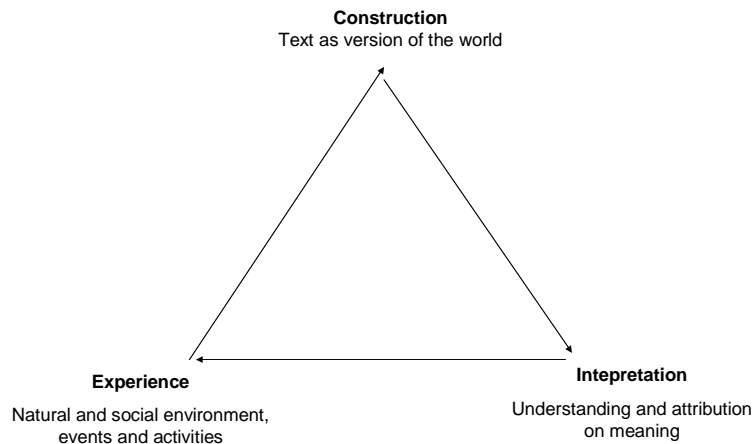 Construction
Text as version of the world
Experience
Natural and social environment,
events and activities
Intepretation
Understanding and attribution
on meaning